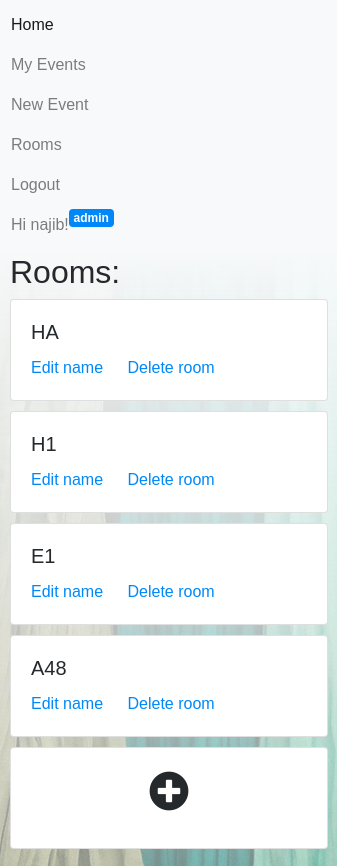 Home
My Events
New Event
Rooms
Logout
Hi najib! admin
Rooms:
HA
Edit name Delete room
H1
Edit name Delete room
E1
Edit name Delete room
A48
Edit name Delete room